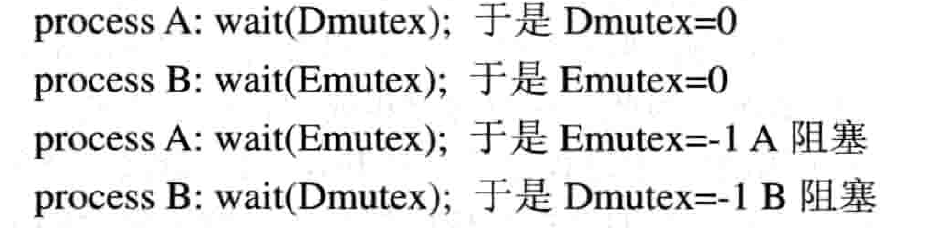 process A: wait(Dmutex); 于是 Dmutex=0
process B: wait(Emutex); 于是 Emutex=0
process A: wait(Emutex); 于是 Emutex=-1 A 阻塞
process B: wait(Dmutex); 于是 Dmutex=-1 B 阻塞